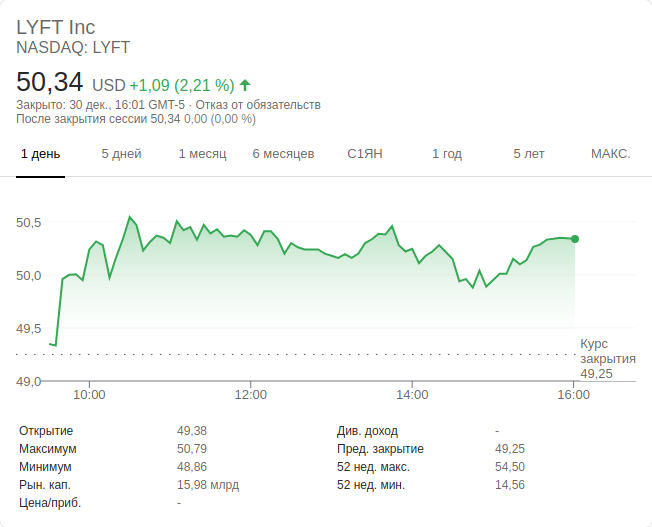 LYFT Inc
NASDAQ: LYFT
50,34 USD +1,09 (2,21 %)
Закрыто: 30 дек., 16:01 GMT-5 · Отказ от обязательств
После закрытия сессии 50,34 0,00 (0,00 %)
1 день 5 дней 1 месяц 6 месяцев С1ЯН 1 год 5 лет МАКС.
50,5
50,0
49,5
49,0
Курс
закрытия
49,25
10:00 12:00 14:00 16:00
Открытие 49,38 Див. доход -
Максимум 50,79 Пред. закрытие 49,25
Минимум 48,86 52 нед. макс. 54,50
Рын. кап. 15,98 млрд 52 нед. мин. 14,56
Цена/приб. -